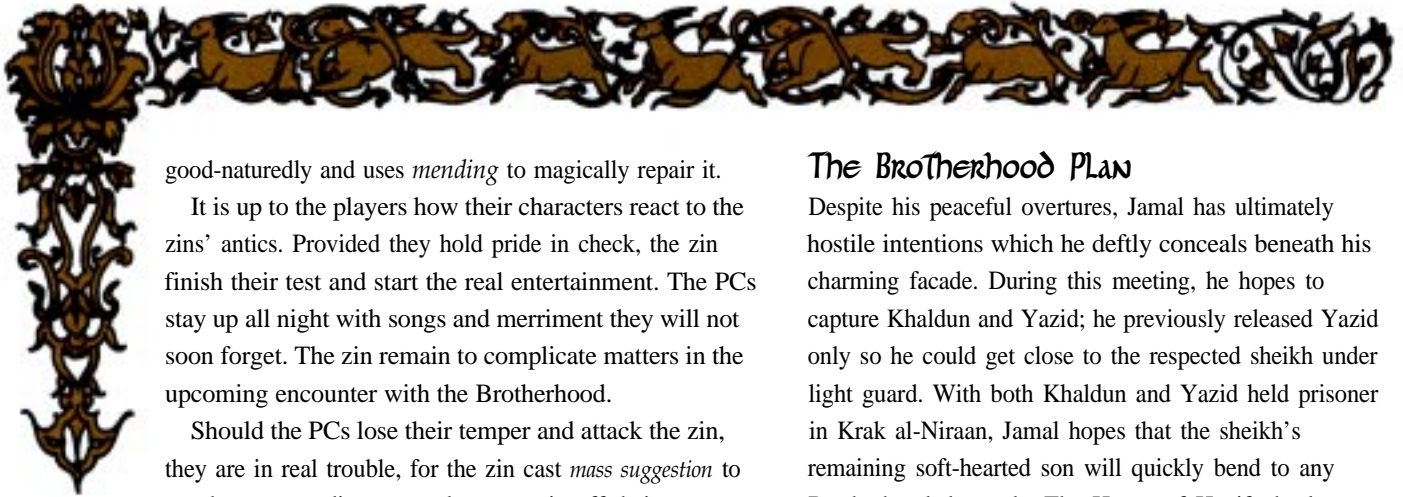 good-naturedly and uses mending to magically repair it.
It is up to the players how their characters react to the
zins’ antics. Provided they hold pride in check, the zin
finish their test and start the real entertainment. The PCs
stay up all night with songs and merriment they will not
soon forget. The zin remain to complicate matters in the
upcoming encounter with the Brotherhood.
Should the PCs lose their temper and attack the zin,
they are in real trouble, for the zin cast mass suggestion to
The Brotherhood Plan
Despite his peaceful overtures, Jamal has ultimately
hostile intentions which he deftly conceals beneath his
charming facade. During this meeting, he hopes to
capture Khaldun and Yazid; he previously released Yazid
only so he could get close to the respected sheikh under
light guard. With both Khaldun and Yazid held prisoner
in Krak al-Niraan, Jamal hopes that the sheikh’s
remaining soft-hearted son will quickly bend to any